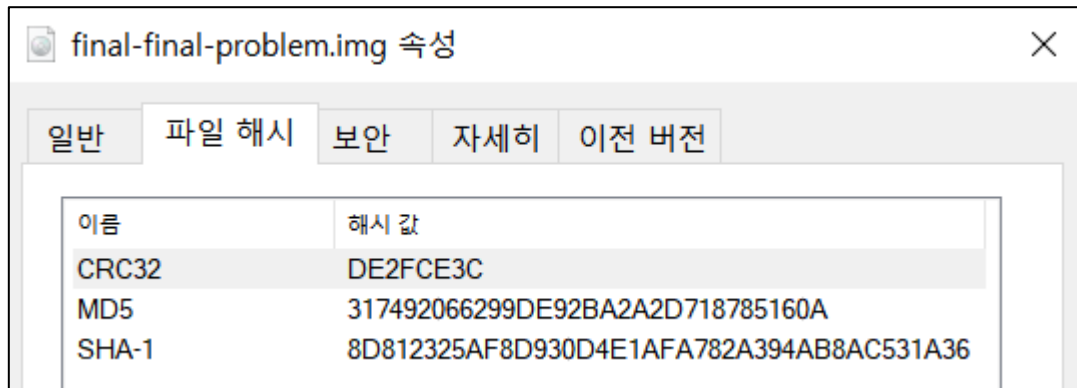 final-final-problem.img 속성
일반 파일 해시 보안 자세히 이전 버전
이름 해시 값
CRC32 DE2FCE3C
MD5 317492066299DE92BA2A2D718785160A
SHA-1 8D812325AF8D930D4E1AFA782A394AB8AC531A36